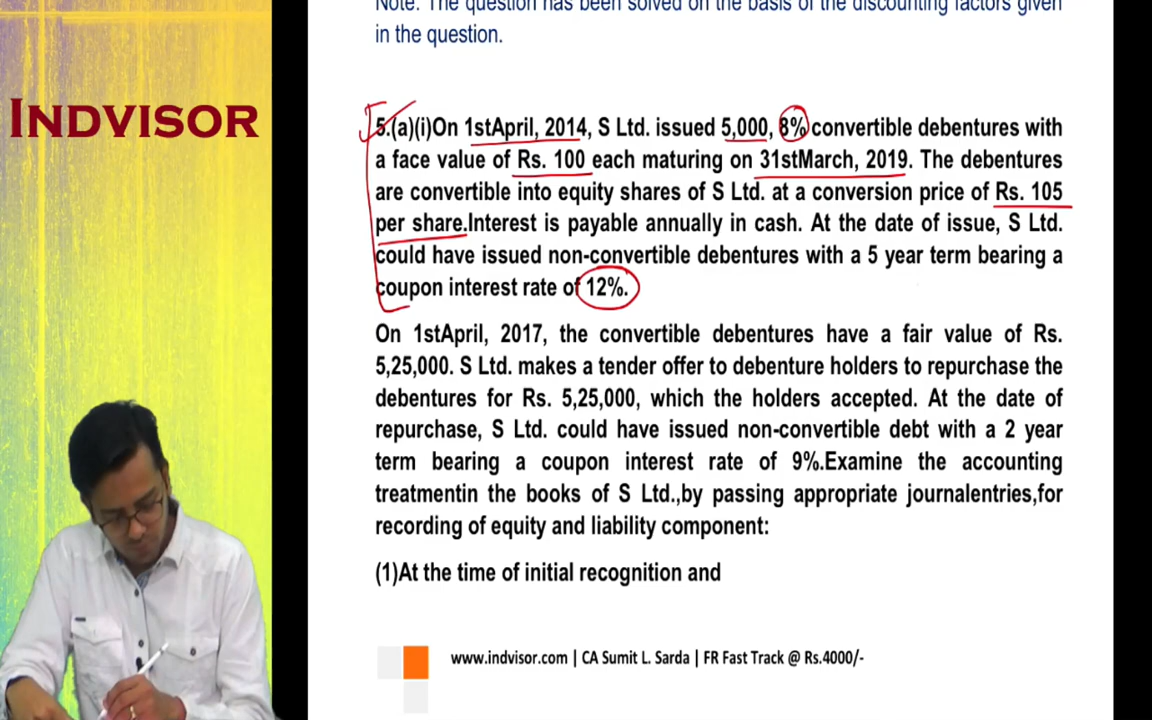 Note: The question has been solved on the basis of the discounting factors given
in the question.
INDVISOR
5.(a)(i)On 1stApril, 2014, S Ltd. issued 5,000, 8% convertible debentures with
a face value of Rs. 100 each maturing on 31stMarch, 2019. The debentures
are convertible into equity shares of S Ltd. at a conversion price of Rs. 105
per share.Interest is payable annually in cash. At the date of issue, S Ltd.
could have issued non-convertible debentures with a 5 year term bearing a
coupon interest rate of 12%.
On 1stApril, 2017, the convertible debentures have a fair value of Rs.
5,25,000. S Ltd. makes a tender offer to debenture holders to repurchase the
debentures for Rs. 5,25,000, which the holders accepted. At the date of
repurchase, S Ltd. could have issued non-convertible debt with a 2 year
term bearing a coupon interest rate of 9%.Examine the accounting
treatmentin the books of S Ltd.,by passing appropriate journalentries,for
recording of equity and liability component:
(1)At the time of initial recognition and
www.indvisor.com | CA Sumit L. Sarda | FR Fast Track @ Rs.4000/-